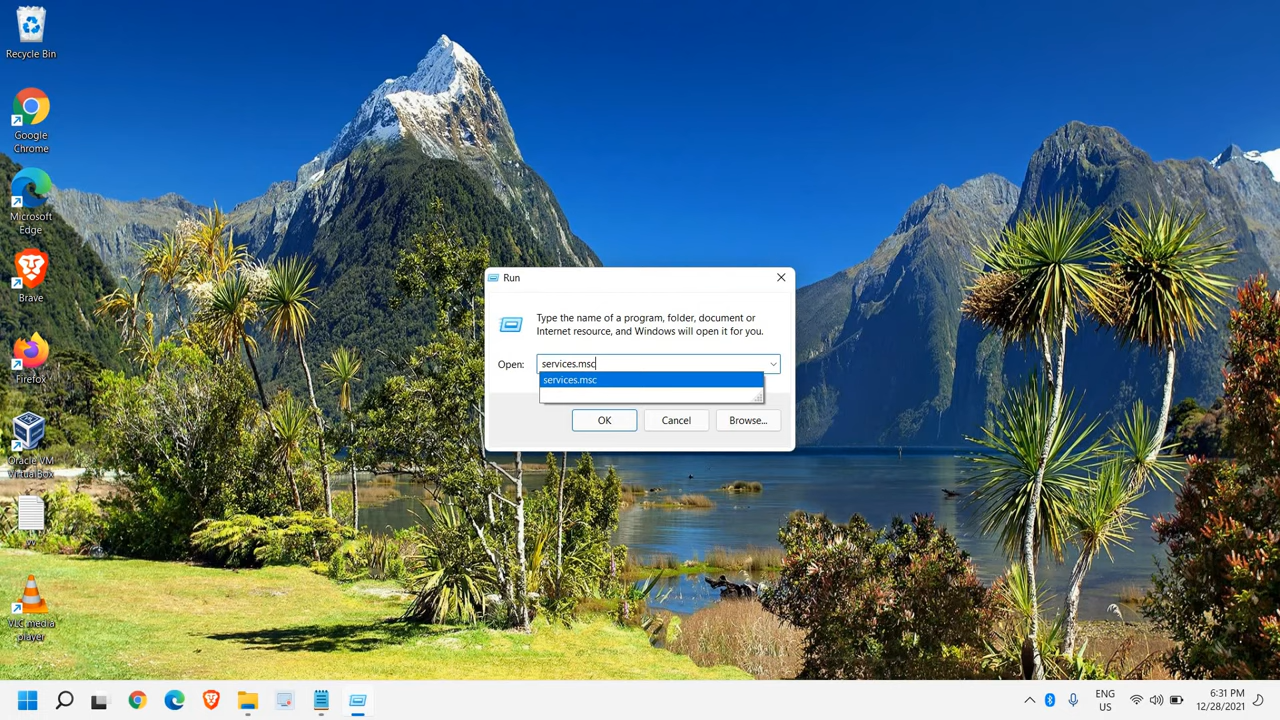 Recycle Bin
Google
Chrome
Microsoft
Edge
Brave
Firefox
Oracle VM
VirtualBox
VLC media
player
Run
Type the name of a program, folder, document or
Internet resource, and Windows will open it for you.
Open:
services.msc
services.msc
OK
Cancel
Browse...
ENG
US
6:31 PM
12/28/2021